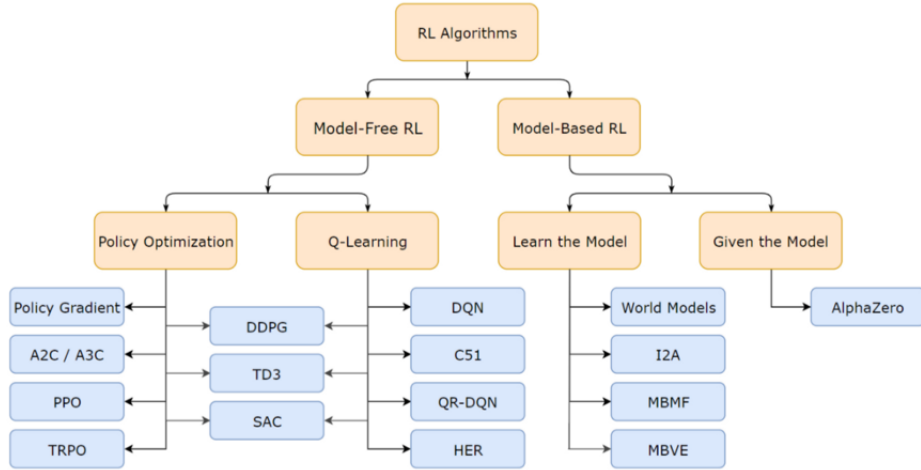 RL Algorithms
Model-Free RL
Model-Based RL
Policy Optimization
Q-Learning
Learn the Model
Given the Model
Policy Gradient
DDPG
DQN
World Models
AlphaZero
A2C / A3C
TD3
C51
I2A
PPO
SAC
QR-DQN
MBMF
TRPO
HER
MBVE